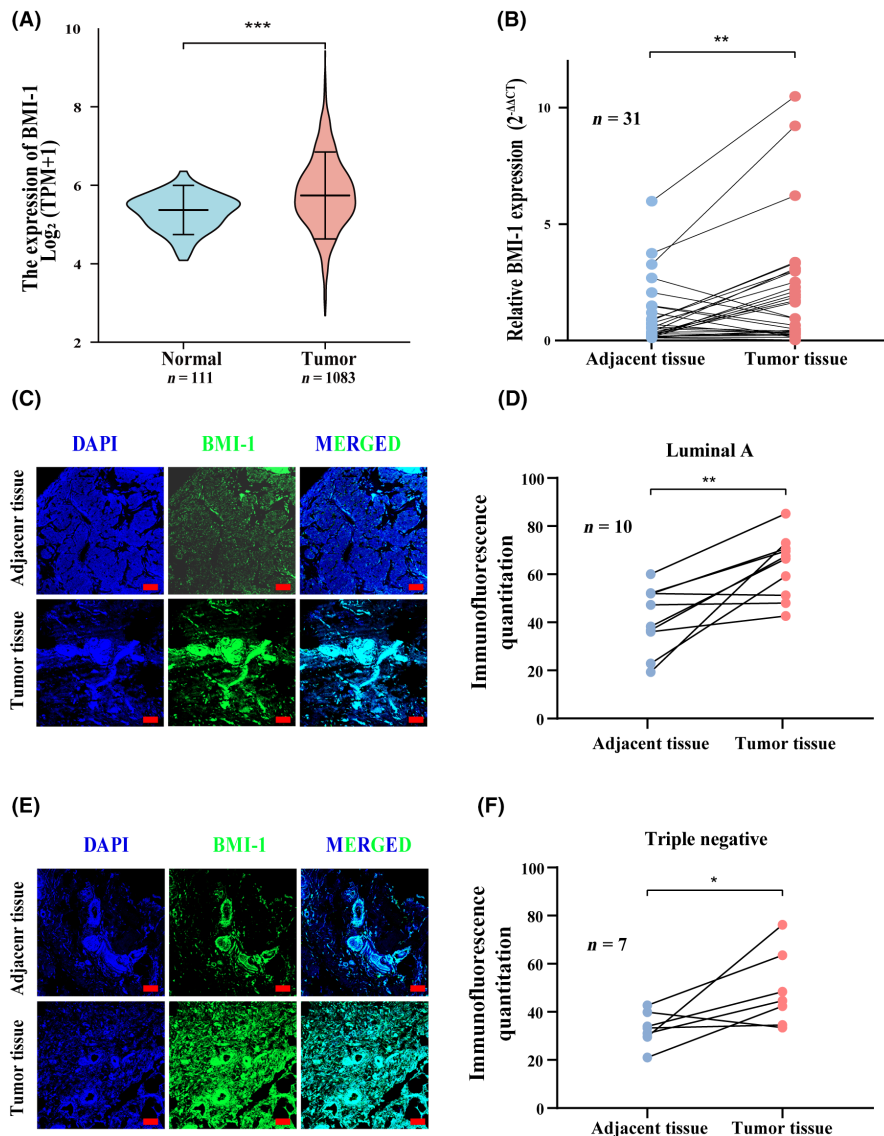 (A)
The expression of BMI-1
Log₂ (TPM+1)
10
8
6
4
2
***
Normal
n = 111
Tumor
n = 1083
(B)
Relative BMI-1 expression (2^-ΔΔCT)
10
5
0
**
n = 31
Adjacent tissue
Tumor tissue
(C)
DAPI
BMI-1
MERGED
Adjacenr tissue
Tumor tissue
(D)
Luminal A
Immunofluorescence
quantitation
100
80
60
40
20
0
**
n = 10
Adjacent tissue
Tumor tissue
(E)
DAPI
BMI-1
MERGED
Adjacenr tissue
Tumor tissue
(F)
Triple negative
Immunofluorescence
quantitation
100
80
60
40
20
0
*
n = 7
Adjacent tissue
Tumor tissue